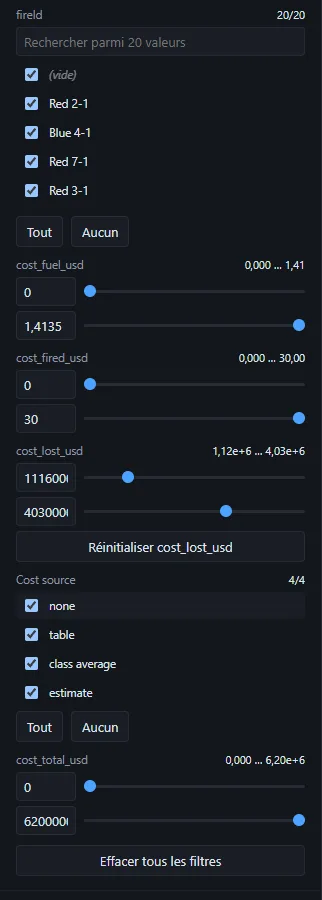 fireId 20/20
Rechercher parmi 20 valeurs
(vide)
Red 2-1
Blue 4-1
Red 7-1
Red 3-1
Tout Aucun
cost_fuel_usd 0,000 ... 1,41
0
1,4135
cost_fired_usd 0,000 ... 30,00
0
30
cost_lost_usd 1,12e+6 ... 4,03e+6
1116000
4030000
Réinitialiser cost_lost_usd
Cost source 4/4
none
table
class average
estimate
Tout Aucun
cost_total_usd 0,000 ... 6,20e+6
0
6200000
Effacer tous les filtres